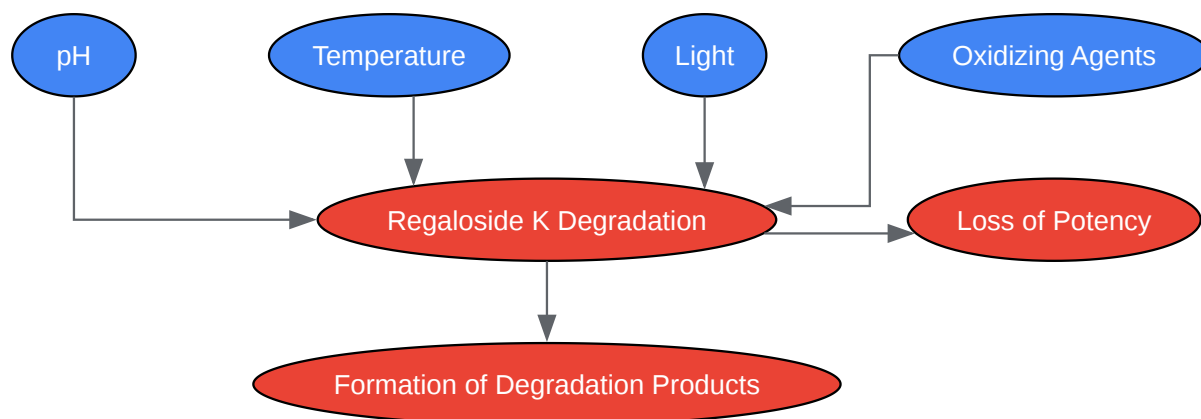 pH
Temperature
Light
Oxidizing Agents
Regaloside K Degradation
Loss of Potency
Formation of Degradation Products